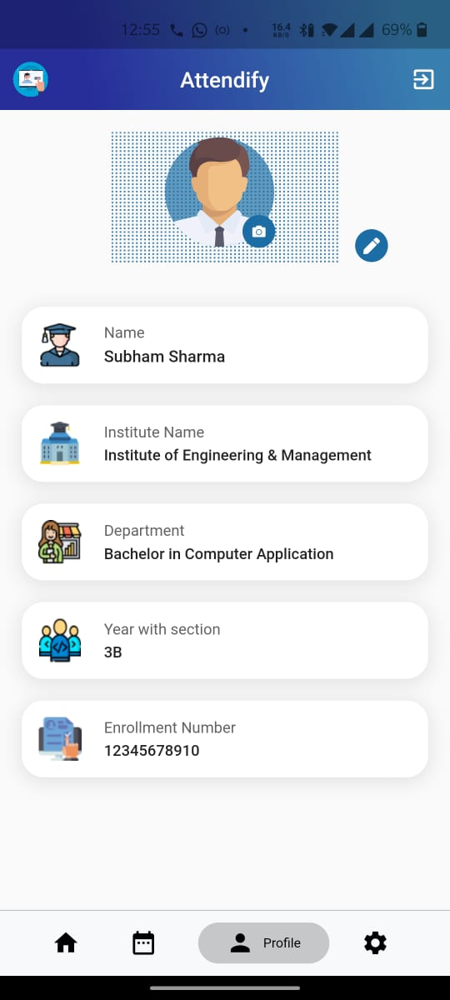 12:55 16.4 KB/S 69%
Attendify
Name
Subham Sharma
Institute Name
Institute of Engineering & Management
Department
Bachelor in Computer Application
Year with section
3B
Enrollment Number
12345678910
Profile